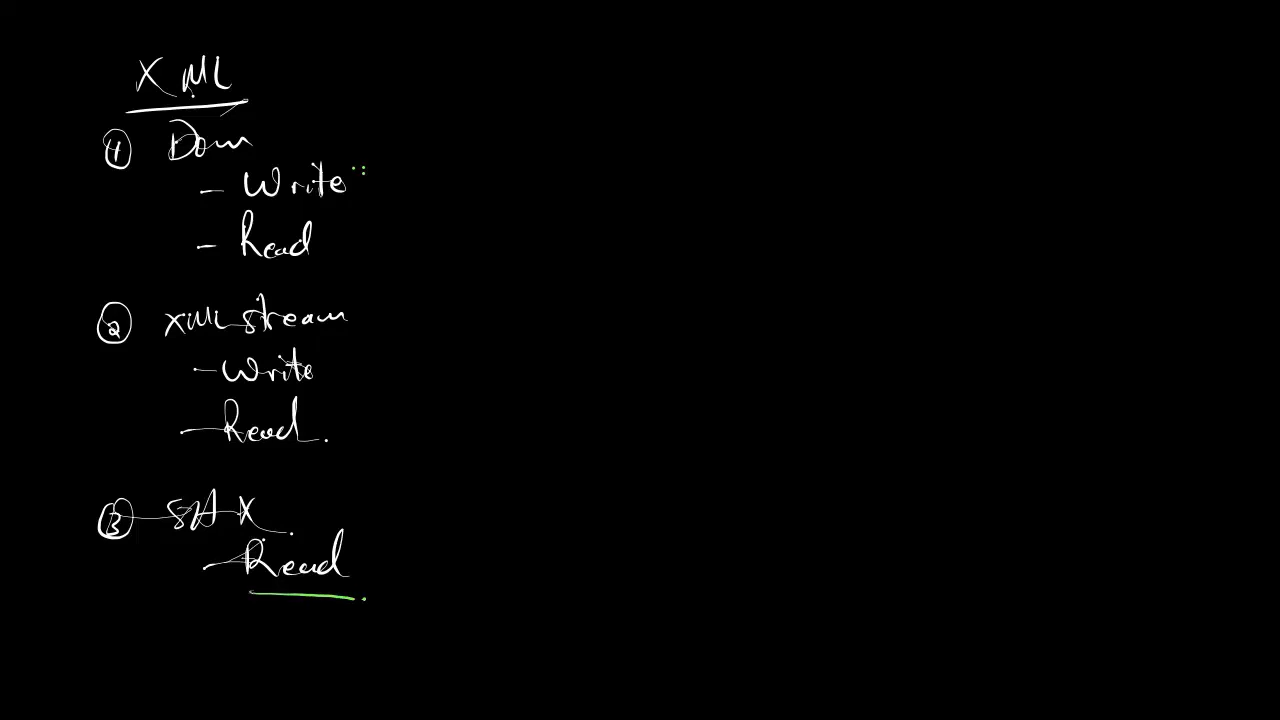 XML
1 Dom
- Write
- Read
2 XML stream
- Write
- Read.
3 SAX
- Read